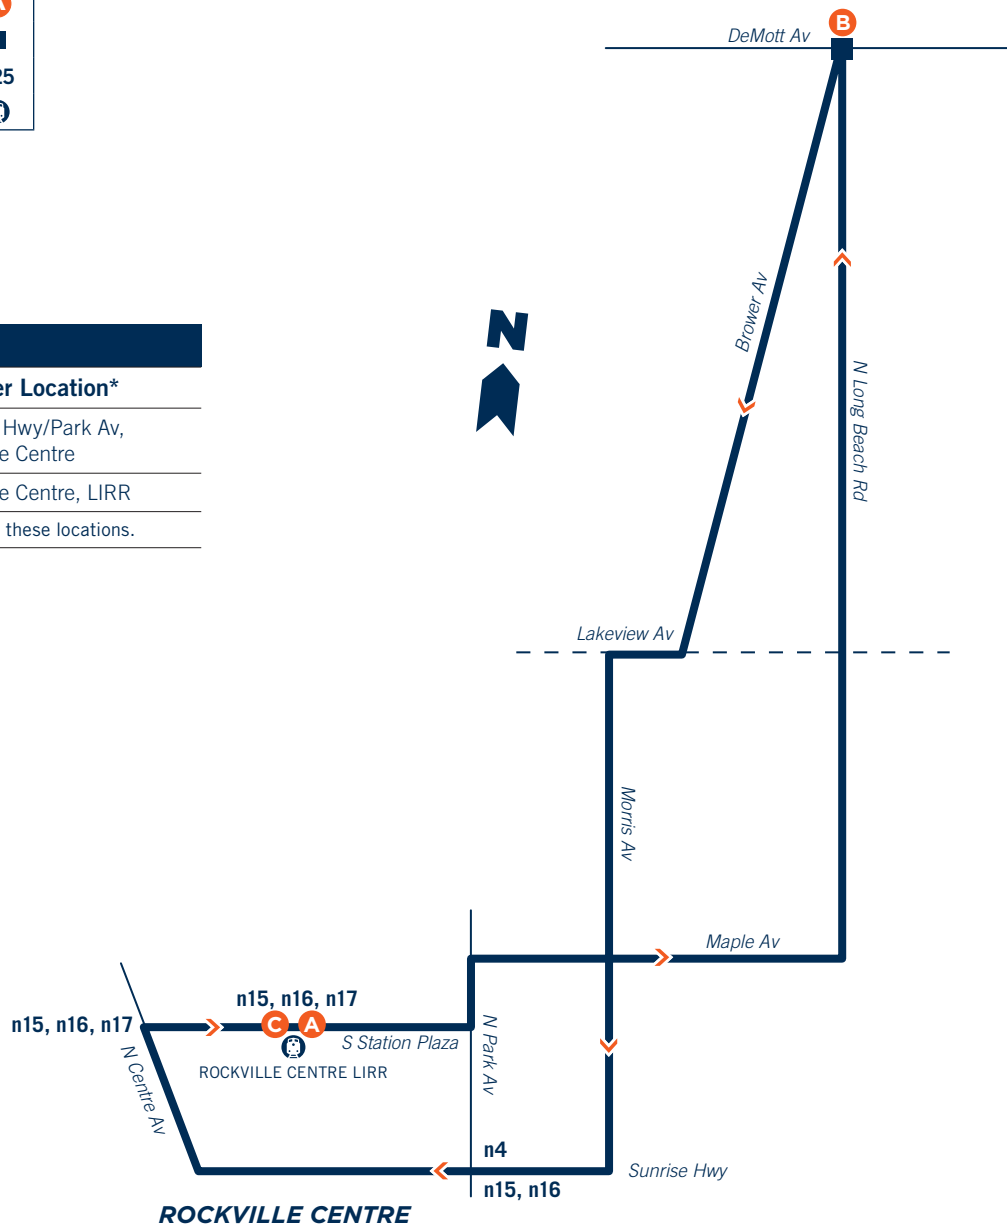 B
DeMott Av
25
Brower Av
N
N Long Beach Rd
Location*
Hwy/Park Av,
Centre
Centre, LIRR
these locations.
Lakeview Av
Morris Av
Maple Av
n15, n16, n17
n15, n16, n17
C A
S Station Plaza
N Park Av
ROCKVILLE CENTRE LIRR
N Centre Av
n4
Sunrise Hwy
n15, n16
ROCKVILLE CENTRE